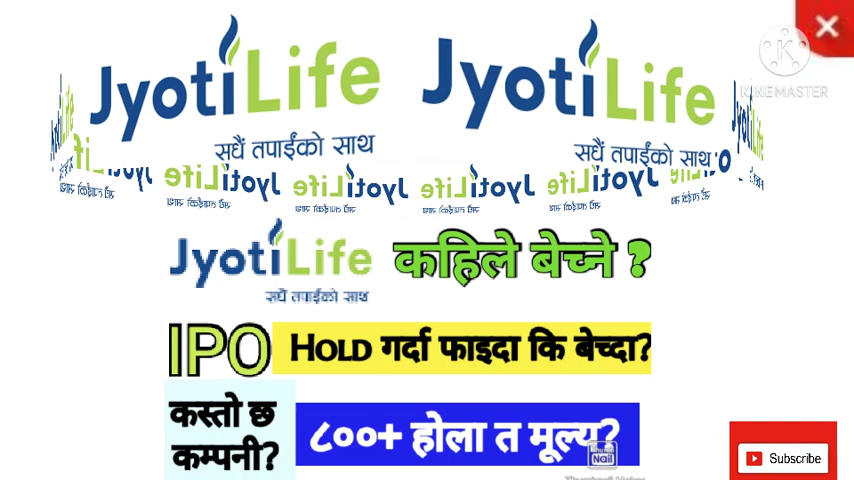 JyotiLife
सधैं तपाईंको साथ
JyotiLife
सधैं तपाईंको साथ
KINEMASTER
JyotiLife
सधैं तपाईंको साथ
कहिले बेच्ने ?
IPO HOLD गर्दा फाइदा कि बेच्दा?
कस्तो छ
कम्पनी?
८००+ होला त मूल्य?
Nail
Subscribe